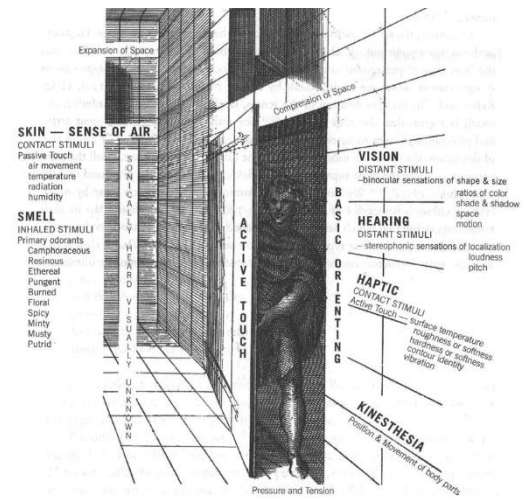 Expansion of Space
Compression of Space
SKIN — SENSE OF AIR
CONTACT STIMULI
Passive Touch
air movement
temperature
radiation
humidity
SMELL
INHALED STIMULI
Primary odorants
Camphoraceous
Resinous
Ethereal
Pungent
Burned
Floral
Spicy
Minty
Musty
Putrid
SONICALLY HEARD VISUALLY UNKNOWN
ACTIVE TOUCH
BASIC ORIENTING
VISION
DISTANT STIMULI
–binocular sensations of shape & size
ratios of color
shade & shadow
space
motion
HEARING
DISTANT STIMULI
– stereophonic sensations of localization
loudness
pitch
HAPTIC
CONTACT STIMULI
Active Touch — surface temperature
roughness or softness
hardness or softness
contour identity
vibration
KINESTHESIA
Position & Movement of body parts
Pressure and Tension